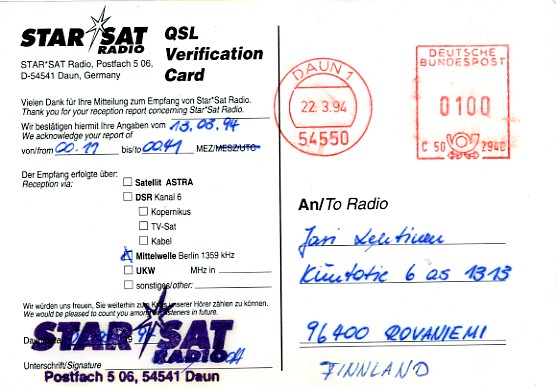 STAR*SAT
RADIO
QSL
Verification
Card
STAR*SAT Radio, Postfach 5 06,
D-54541 Daun, Germany
Vielen Dank für Ihre Mitteilung zum Empfang von Star*Sat Radio.
Thank you for your reception report concerning Star*Sat Radio.
Wir bestätigen hiermit Ihre Angaben vom 13.03.94
We acknowledge your report of
von/from 00.11 bis/to 00.41 MEZ/MESZ/UTC
Der Empfang erfolgte über:
Reception via:
Satellit ASTRA
DSR Kanal 6
Kopernikus
TV-Sat
Kabel
Mittelwelle Berlin 1359 kHz
UKW MHz in
sonstiges/other:
Wir würden uns freuen, Sie weiterhin zum Kreis unserer Hörer zählen zu können.
We would be pleased to count you among our listeners in future.
STAR*SAT
RADIO
Unterschrift/Signature
Postfach 5 06, 54541 Daun
DAUN 1
22.3.94
54550
DEUTSCHE
BUNDESPOST
0100
C 50 2940
An/To Radio
Jari Lehtinen
6 as 1313
96400 ROVANIEMI
FINNLAND